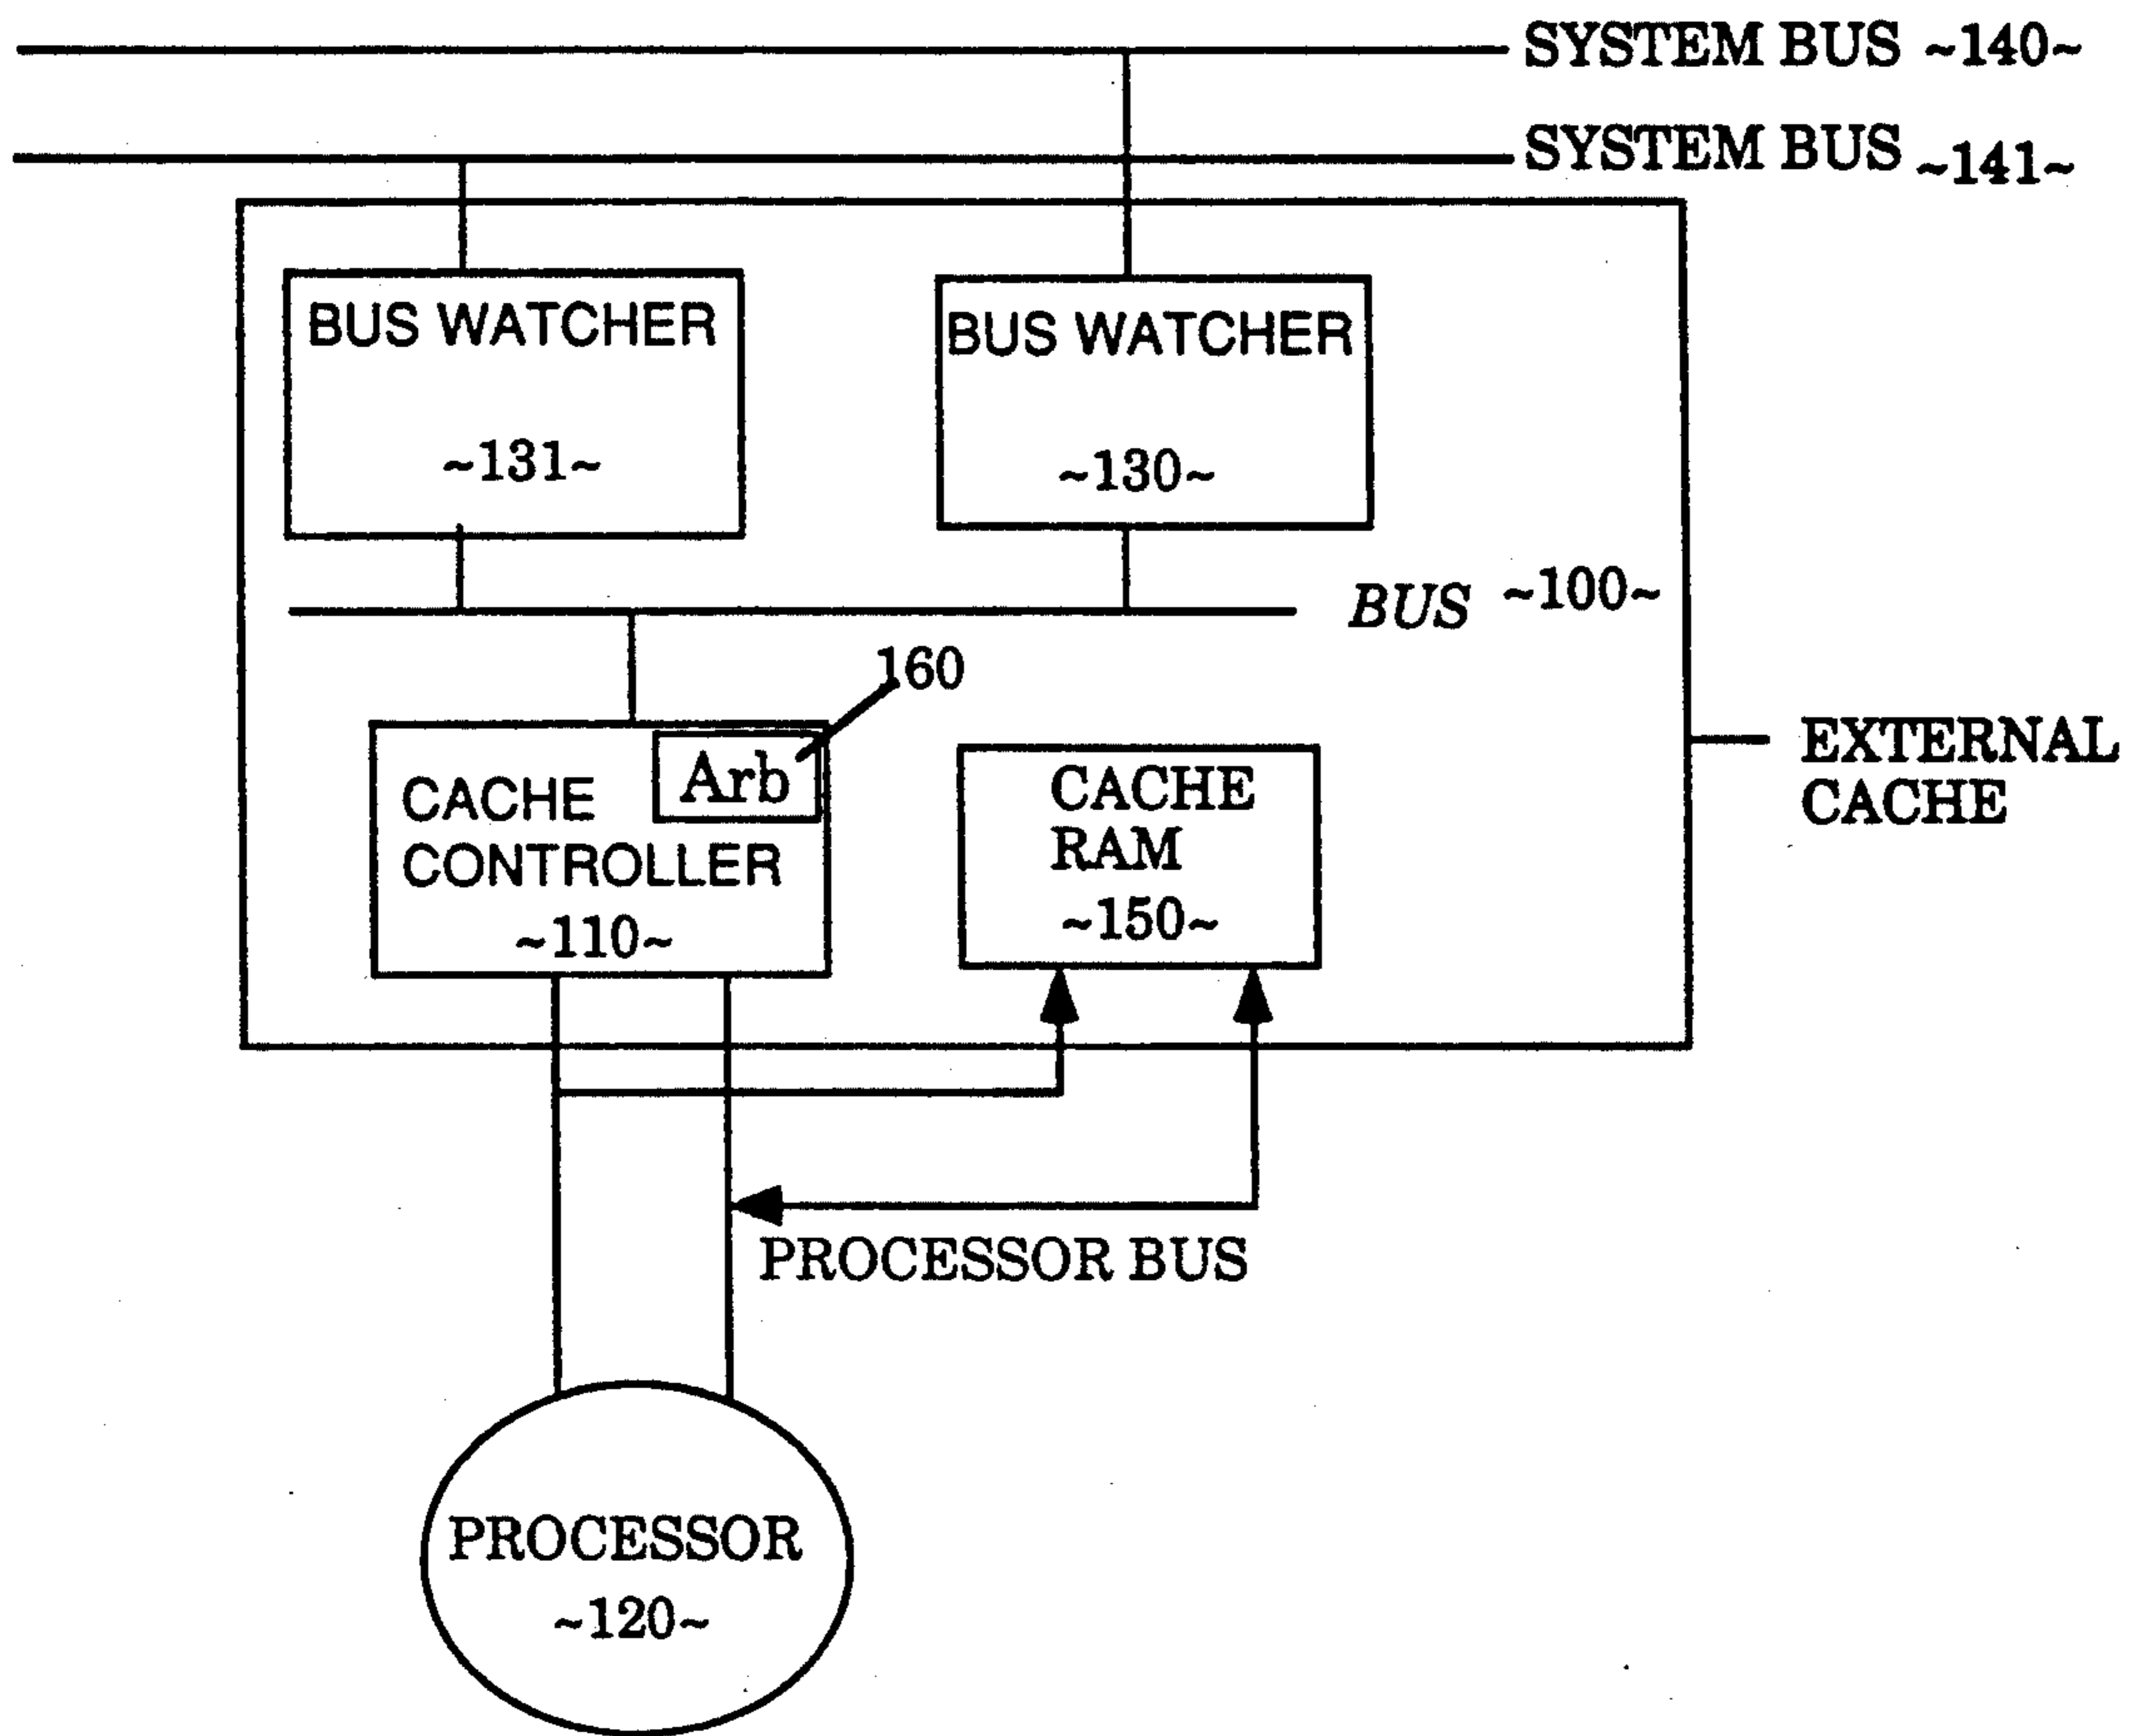 SYSTEM BUS ~140~
SYSTEM BUS ~141~
BUS WATCHER
~131~
BUS WATCHER
~130~
BUS ~100~
160
Arb
CACHE
CONTROLLER
~110~
CACHE
RAM
~150~
EXTERNAL
CACHE
PROCESSOR BUS
PROCESSOR
~120~